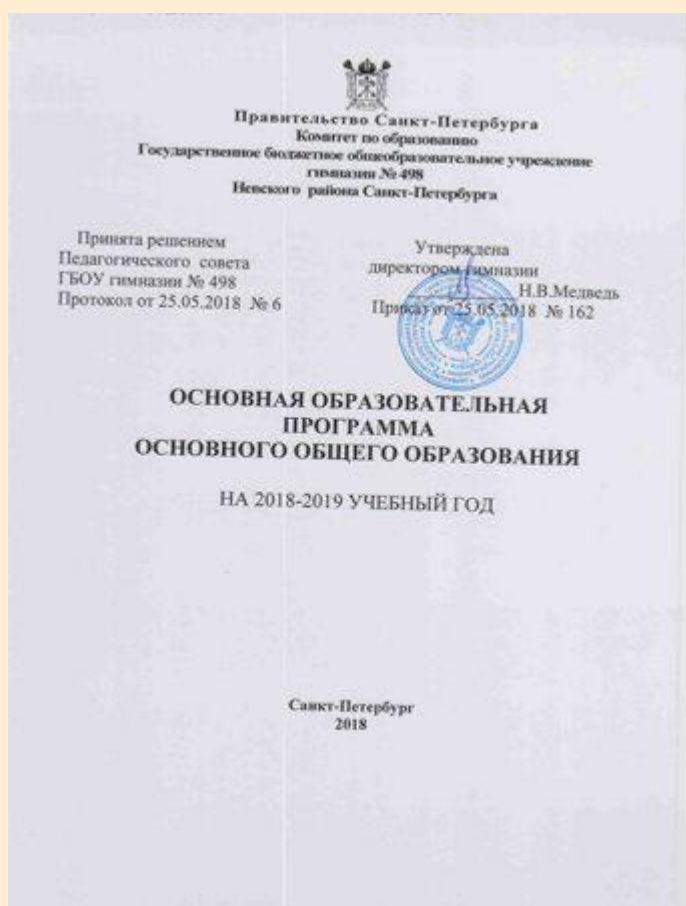 Правительство Санкт-Петербурга
Комитет по образованию
Государственное бюджетное общеобразовательное учреждение
гимназия № 498
Невского района Санкт-Петербурга
Принята решением
Педагогического совета
ГБОУ гимназии № 498
Протокол от 25.05.2018 № 6
Утверждена
директором гимназии
Н.В.Медведь
Приказ от 25.05.2018 № 162
ОСНОВНАЯ ОБРАЗОВАТЕЛЬНАЯ
ПРОГРАММА
ОСНОВНОГО ОБЩЕГО ОБРАЗОВАНИЯ
НА 2018-2019 УЧЕБНЫЙ ГОД
Санкт-Петербург
2018